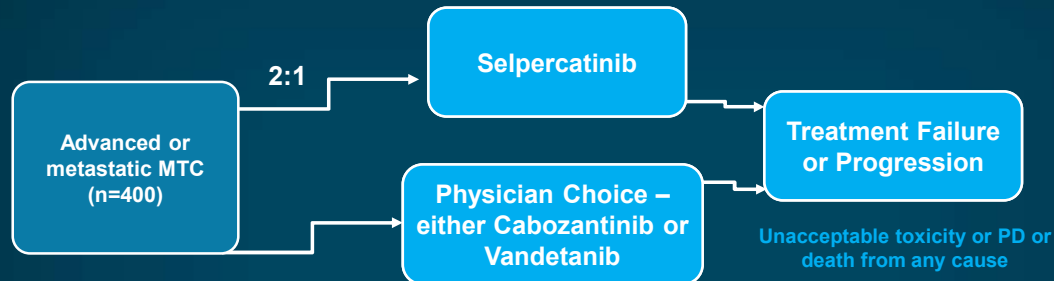 2:1
Selpercatinib
Advanced or
metastatic MTC
(n=400)
Physician Choice –
either Cabozantinib or
Vandetanib
Treatment Failure
or Progression
Unacceptable toxicity or PD or
death from any cause